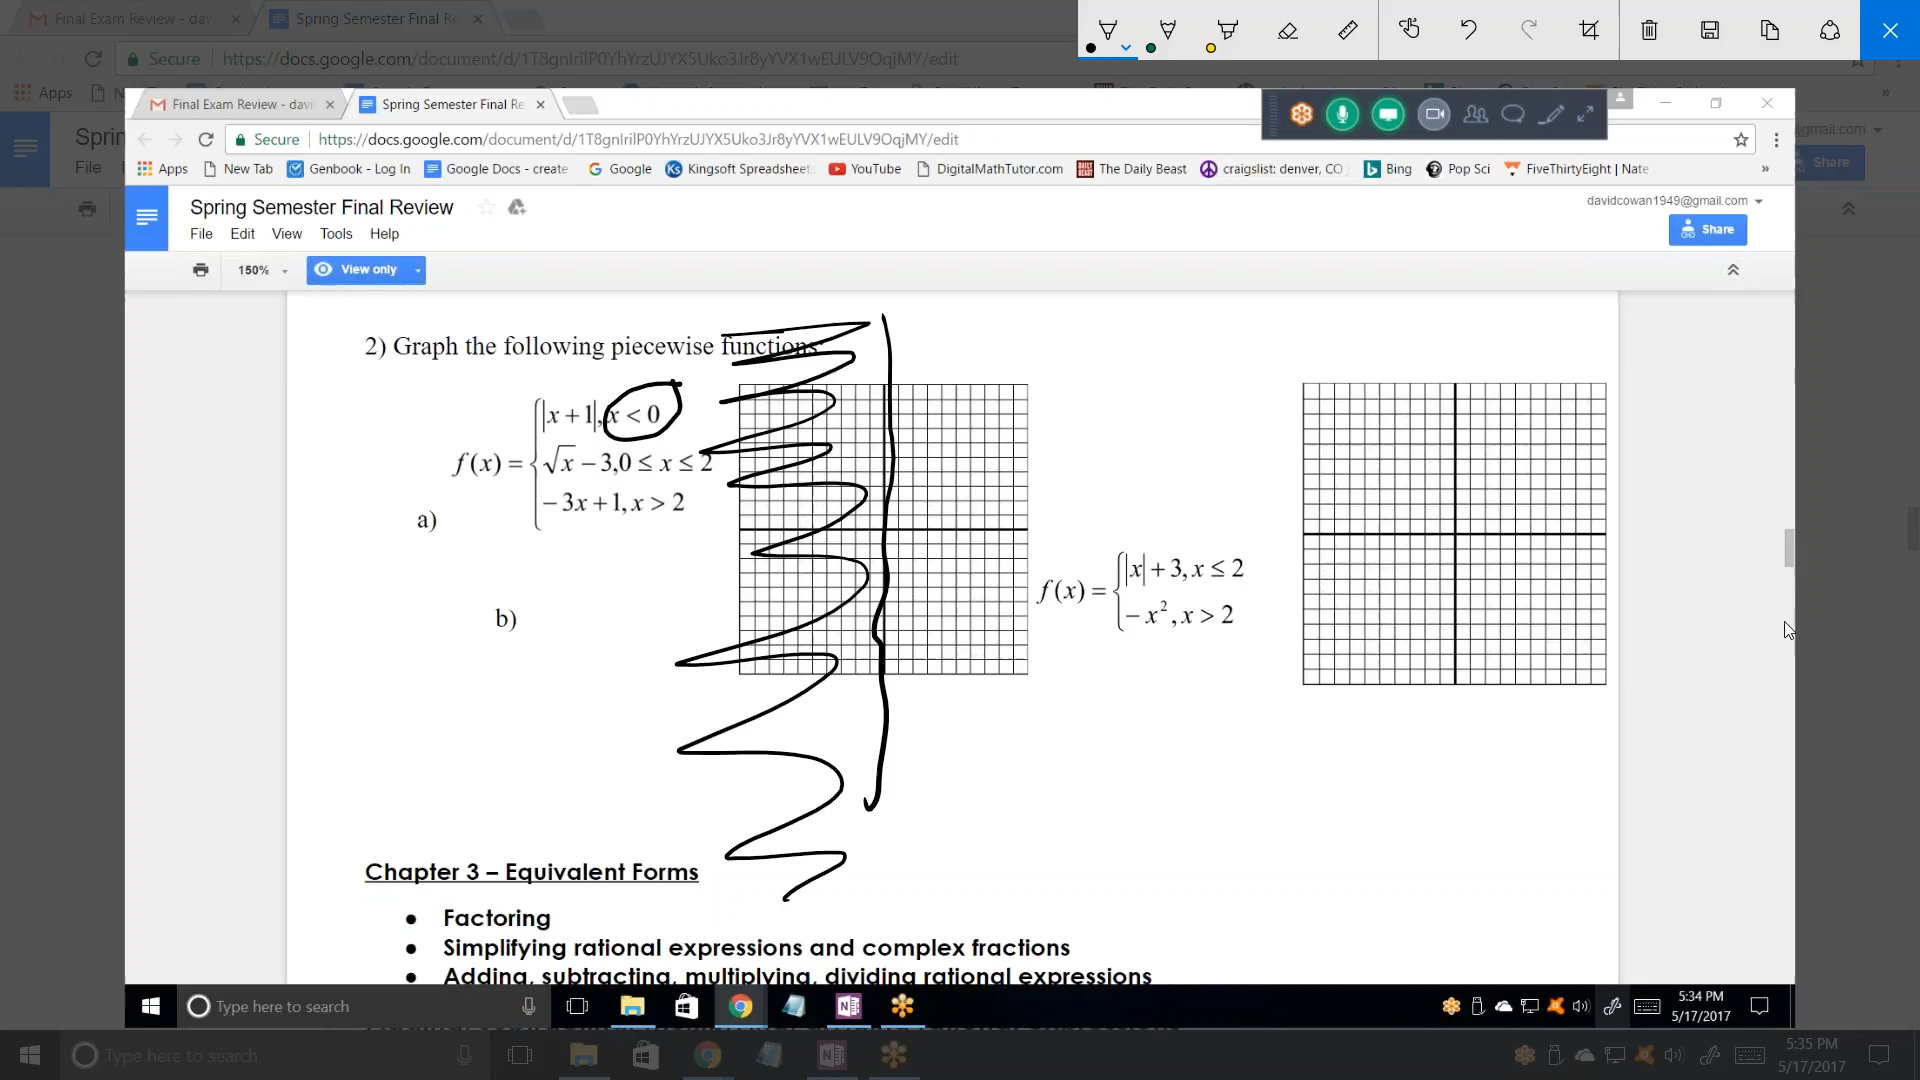 Final Exam Review - dav
Spring Semester Final Re
Secure
https://docs.google.com/document/d/1T8gnIrilP0YhYrzUJYX5Uko3Jr8yYVX1wEULV9OqjMY/edit
Apps
Final Exam Review - davi
Spring Semester Final Re
Secure
https://docs.google.com/document/d/1T8gnIrilP0YhYrzUJYX5Uko3Jr8yYVX1wEULV9OqjMY/edit
Apps
New Tab
Genbook - Log In
Google Docs - create
Google
Kingsoft Spreadsheets
YouTube
DigitalMathTutor.com
The Daily Beast
craigslist: denver, CO
Bing
Pop Sci
FiveThirtyEight | Nate
»
Sprin
File
@gmail.com
Share
Spring Semester Final Review
File Edit View Tools Help
davidcowan1949@gmail.com
Share
150%
View only
2) Graph the following piecewise functions:
f(x) = { |x + 1|, x < 0
√x − 3, 0 ≤ x ≤ 2
− 3x + 1, x > 2
a)
b)
f(x) = { |x| + 3, x ≤ 2
− x², x > 2
Chapter 3 – Equivalent Forms
● Factoring
● Simplifying rational expressions and complex fractions
● Adding, subtracting, multiplying, dividing rational expressions
Type here to search
5:34 PM
5/17/2017
Type here to search
5:35 PM
5/17/2017